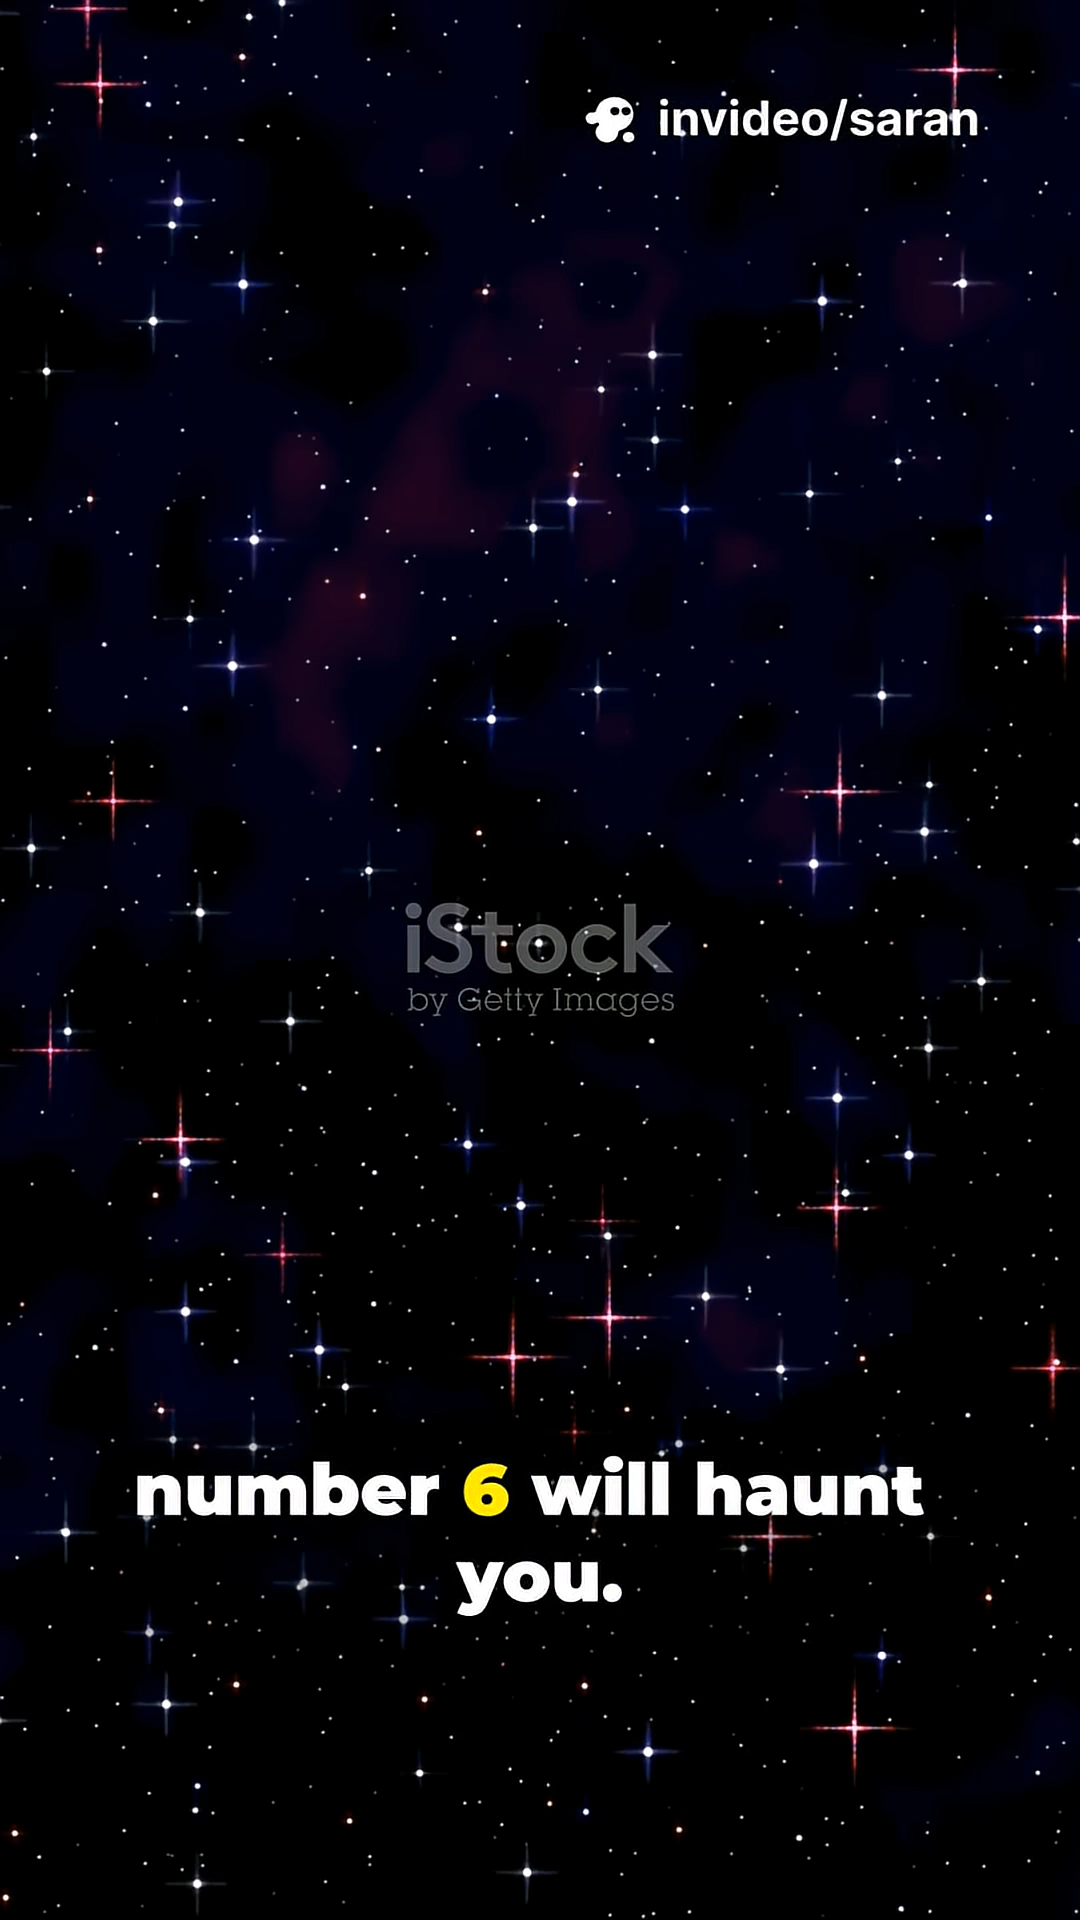 invideo/saran
iStock
by Getty Images
number 6 will haunt
you.